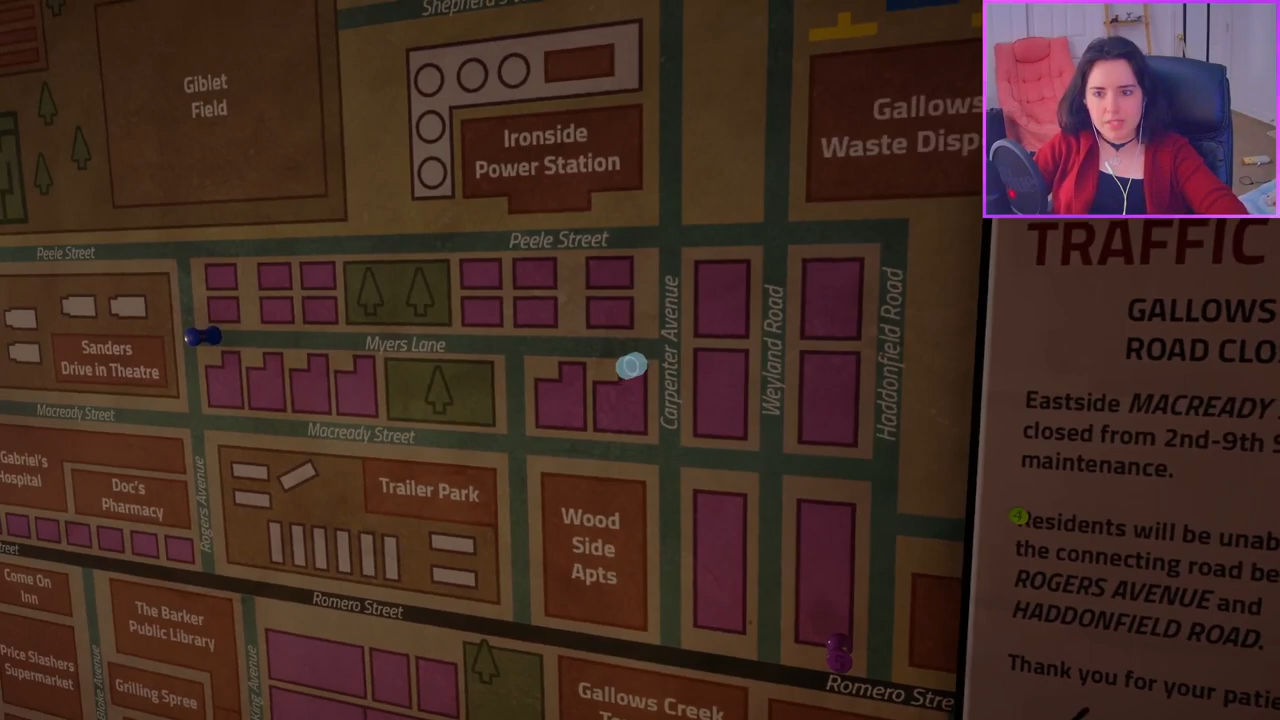 Giblet
Field
Ironside
Power Station
Gallows
Waste Disp
Peele Street
Peele Street
Sanders
Drive in Theatre
Myers Lane
Carpenter Avenue
Weyland Road
Haddonfield Road
Macready Street
Macready Street
Gabriel's
Hospital
Doc's
Pharmacy
Rogers Avenue
Trailer Park
Wood
Side
Apts
Come On
Inn
The Barker
Public Library
Romero Street
Price Slashers
Supermarket
Grilling Spree
King Avenue
Gallows Creek
Romero Stre
TRAFFIC
GALLOWS
ROAD CLO
Eastside MACREADY
closed from 2nd-9th S
maintenance.
4
Residents will be unab
the connecting road be
ROGERS AVENUE and
HADDONFIELD ROAD.
Thank you for your patie